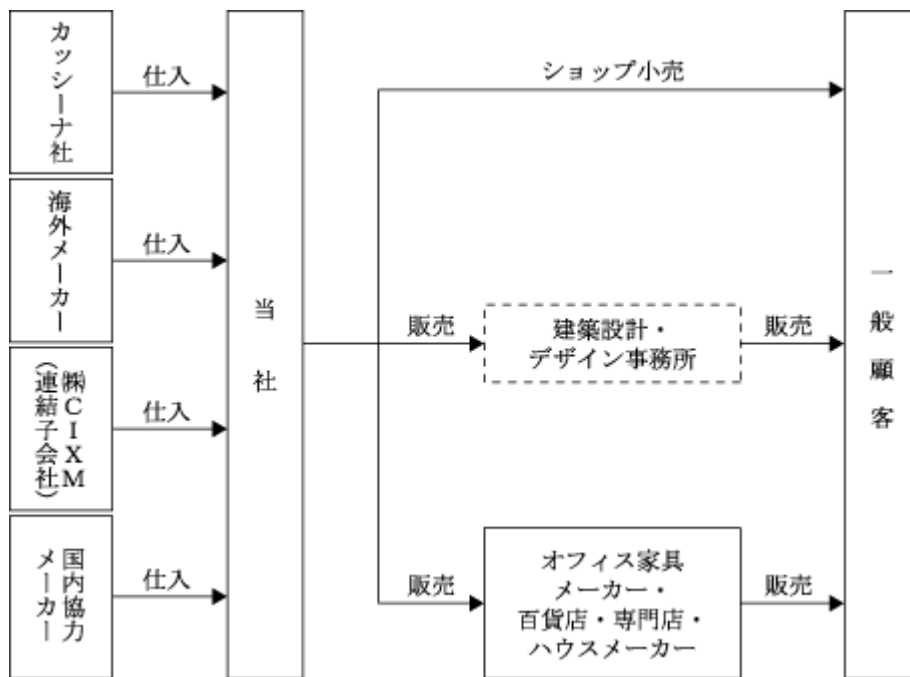 カッシーナ社
仕入
海外メーカー
仕入
㈱CIXM
(連結子会社)
仕入
国内協力
メーカー
仕入
当社
ショップ小売
販売
建築設計・
デザイン事務所
販売
販売
オフィス家具
メーカー・
百貨店・専門店・
ハウスメーカー
販売
一般顧客